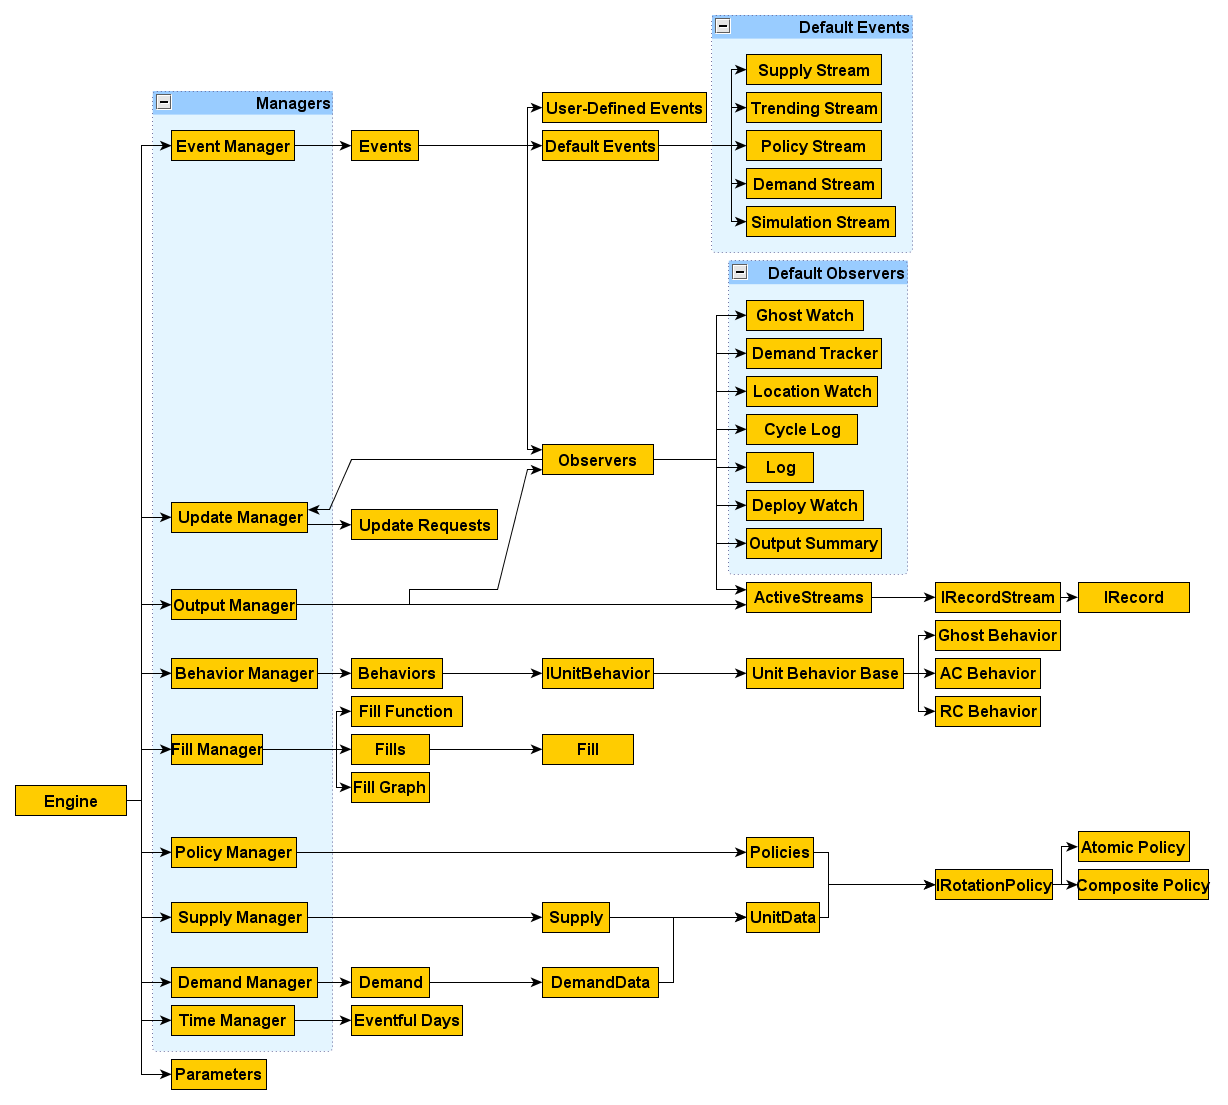 Default Events
Supply Stream
Managers
User-Defined Events
Trending Stream
Event Manager
Events
Default Events
Policy Stream
Demand Stream
Simulation Stream
Default Observers
Ghost Watch
Demand Tracker
Location Watch
Cycle Log
Observers
Log
Deploy Watch
Update Manager
Update Requests
Output Summary
Output Manager
ActiveStreams
IRecordStream
IRecord
Ghost Behavior
Behavior Manager
Behaviors
IUnitBehavior
Unit Behavior Base
AC Behavior
Fill Function
RC Behavior
Fill Manager
Fills
Fill
Fill Graph
Engine
Policy Manager
Policies
Atomic Policy
IRotationPolicy
Composite Policy
Supply Manager
Supply
UnitData
Demand Manager
Demand
DemandData
Time Manager
Eventful Days
Parameters